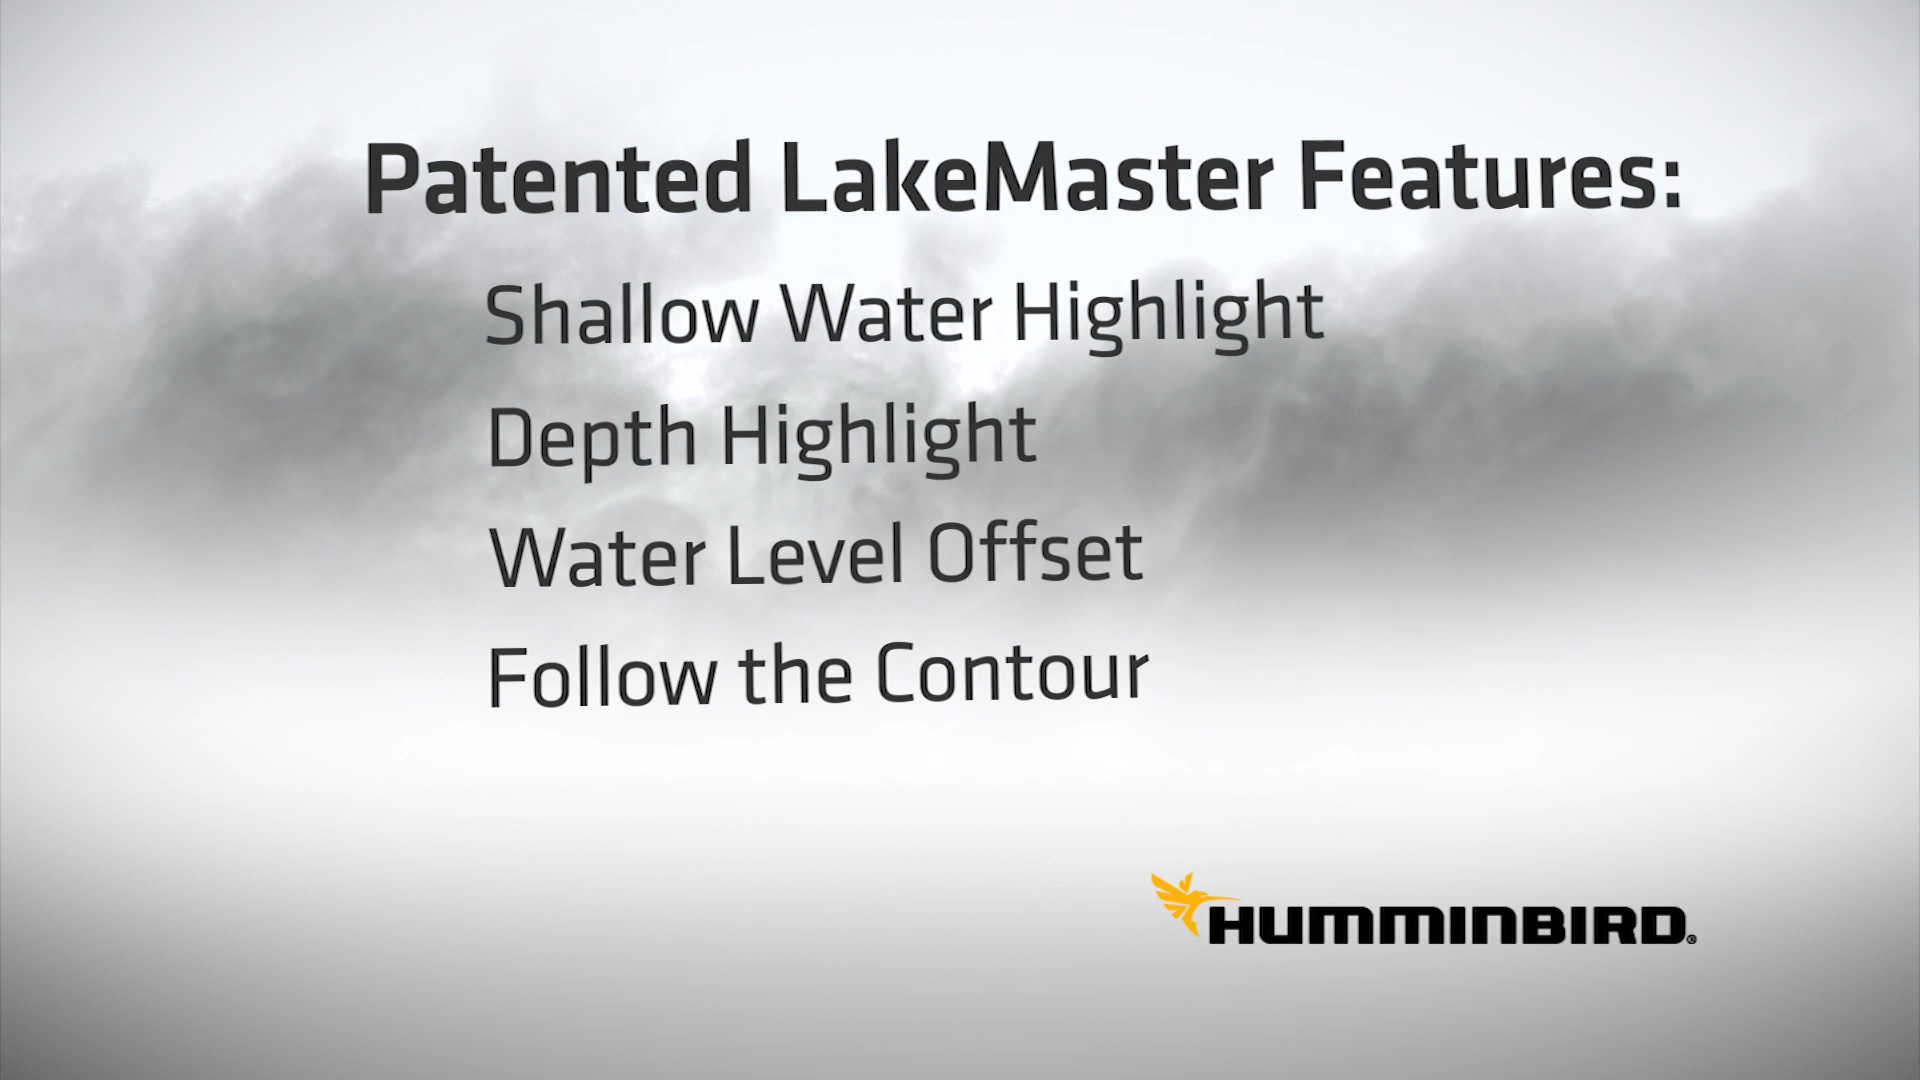 Patented LakeMaster Features:
Shallow Water Highlight
Depth Highlight
Water Level Offset
Follow the Contour
HUMMINBIRD®